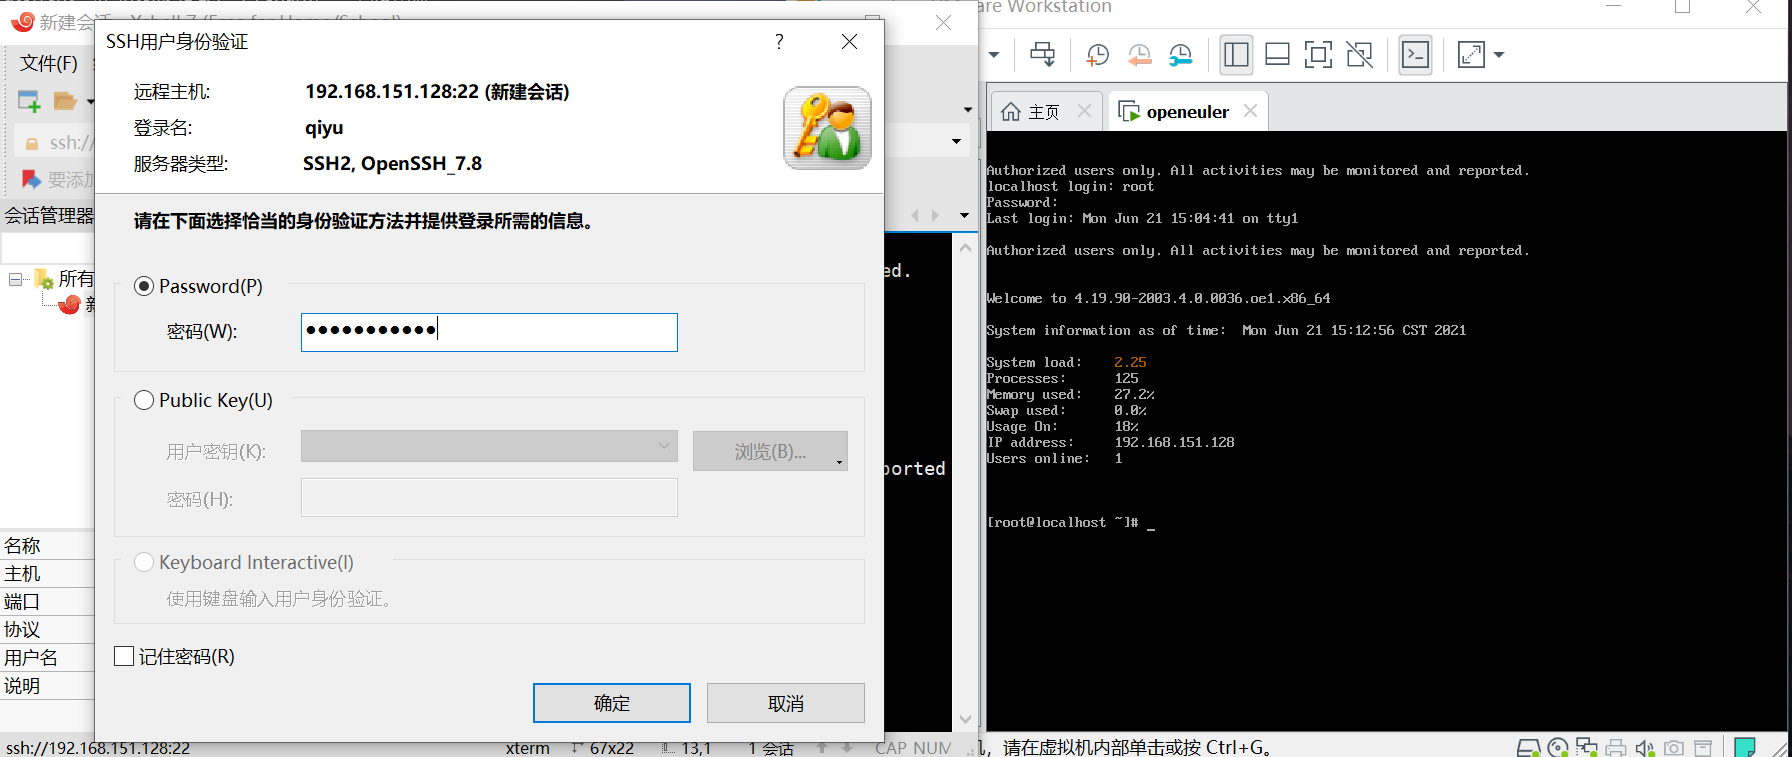 新建会话 - Xshell 7 (Free for Home/School)
文件(F)
ssh://
要添加
会话管理器
所有
新
名称
主机
端口
协议
用户名
说明
SSH用户身份验证
?
远程主机:
192.168.151.128:22 (新建会话)
登录名:
qiyu
服务器类型:
SSH2, OpenSSH_7.8
请在下面选择恰当的身份验证方法并提供登录所需的信息。
Password(P)
密码(W):
Public Key(U)
用户密钥(K):
浏览(B)...
密码(H):
Keyboard Interactive(I)
使用键盘输入用户身份验证。
记住密码(R)
确定
取消
ed.
ported
ssh://192.168.151.128:22
xterm
67x22
13,1
1 会话
CAP NUM
are Workstation
主页
openeuler
Authorized users only. All activities may be monitored and reported.
localhost login: root
Password:
Last login: Mon Jun 21 15:04:41 on tty1
Authorized users only. All activities may be monitored and reported.
Welcome to 4.19.90-2003.4.0.0036.oe1.x86_64
System information as of time:  Mon Jun 21 15:12:56 CST 2021
System load: 2.25
Processes: 125
Memory used: 27.2%
Swap used: 0.0%
Usage On: 18%
IP address: 192.168.151.128
Users online: 1
[root@localhost ~]# _
机，请在虚拟机内部单击或按 Ctrl+G。